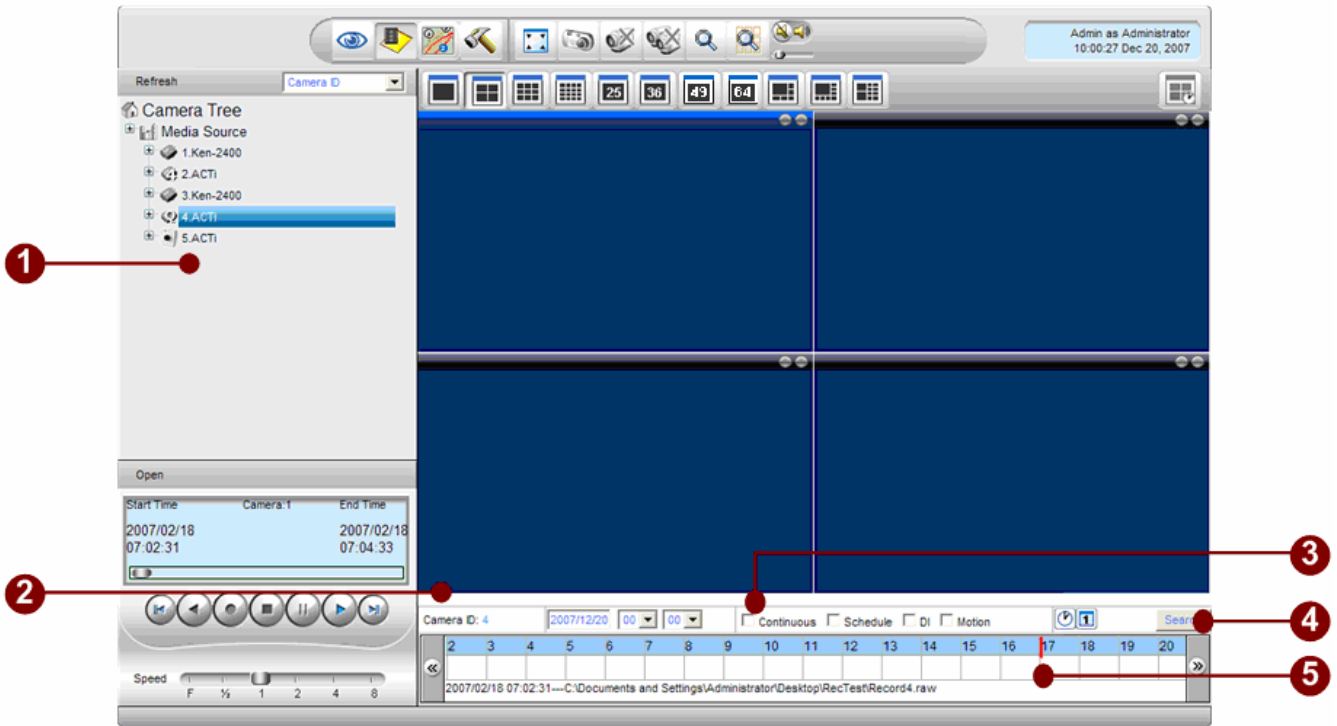 Admin as Administrator
10:00:27 Dec 20, 2007
Refresh Camera ID
25 36 49 64
Camera Tree
Media Source
1.Ken-2400
2.ACTi
3.Ken-2400
4.ACTi
5.ACTi
1
Open
Start Time Camera:1 End Time
2007/02/18 2007/02/18
07:02:31 07:04:33
3
2
Camera ID: 4 2007/12/20 00 00 Continuous Schedule DI Motion 1 Sear
4
2 3 4 5 6 7 8 9 10 11 12 13 14 15 16 17 18 19 20
5
2007/02/18 07:02:31---C:\Documents and Settings\Administrator\Desktop\RecTest\Record4.raw
Speed
F ½ 1 2 4 8